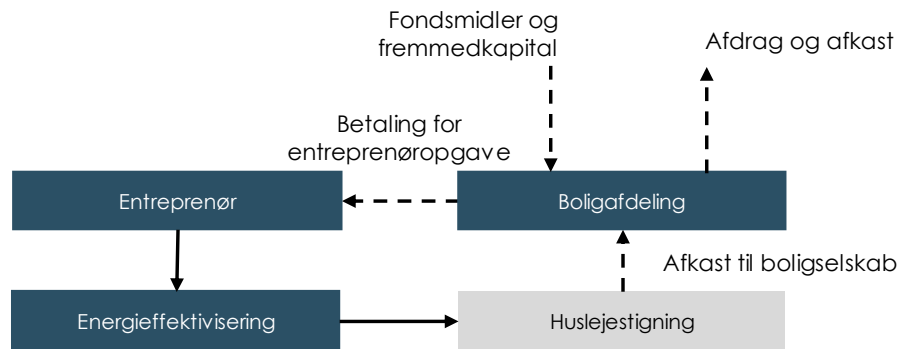 Fondsmidler og
fremmedkapital
Afdrag og afkast
Betaling for
entreprenøropgave
Entreprenør
Boligafdeling
Afkast til boligselskab
Energieffektivisering
Huslejestigning